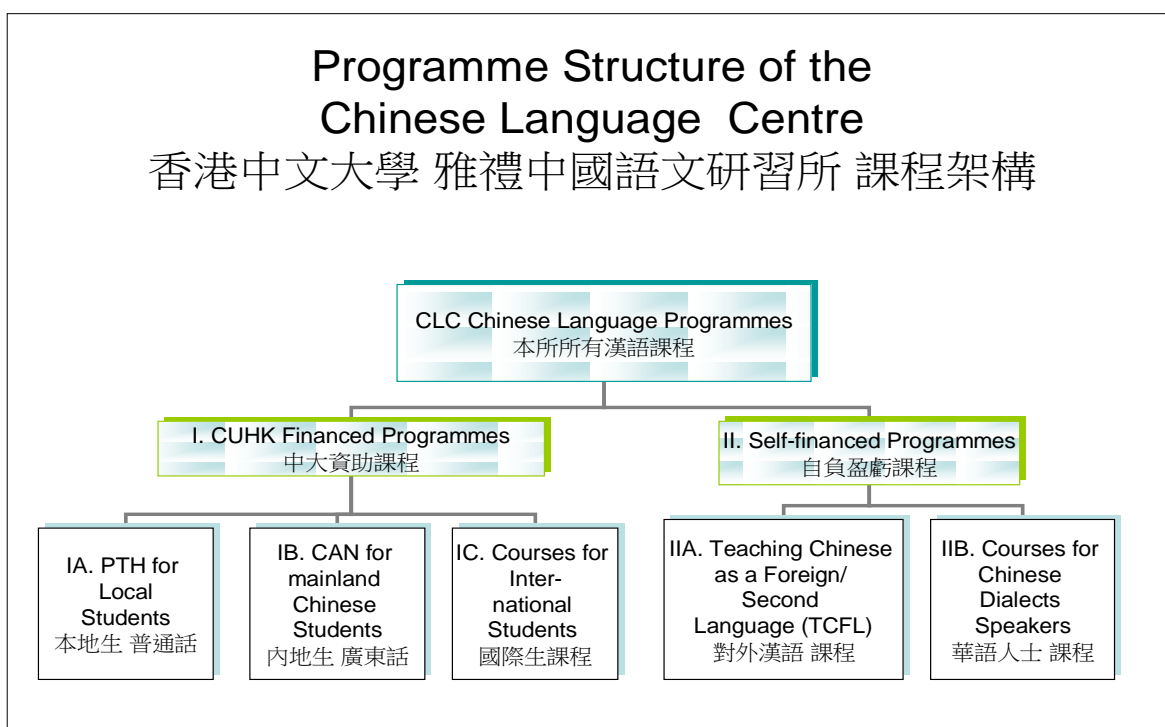 Programme Structure of the
Chinese Language Centre
香港中文大學 雅禮中國語文研習所 課程架構
CLC Chinese Language Programmes
本所所有漢語課程
I. CUHK Financed Programmes
中大資助課程
II. Self-financed Programmes
自負盈虧課程
IA. PTH for
Local
Students
本地生 普通話
IB. CAN for
mainland
Chinese
Students
內地生 廣東話
IC. Courses for
Inter-
national
Students
國際生課程
IIA. Teaching Chinese
as a Foreign/
Second
Language (TCFL)
對外漢語 課程
IIB. Courses for
Chinese
Dialects
Speakers
華語人士 課程